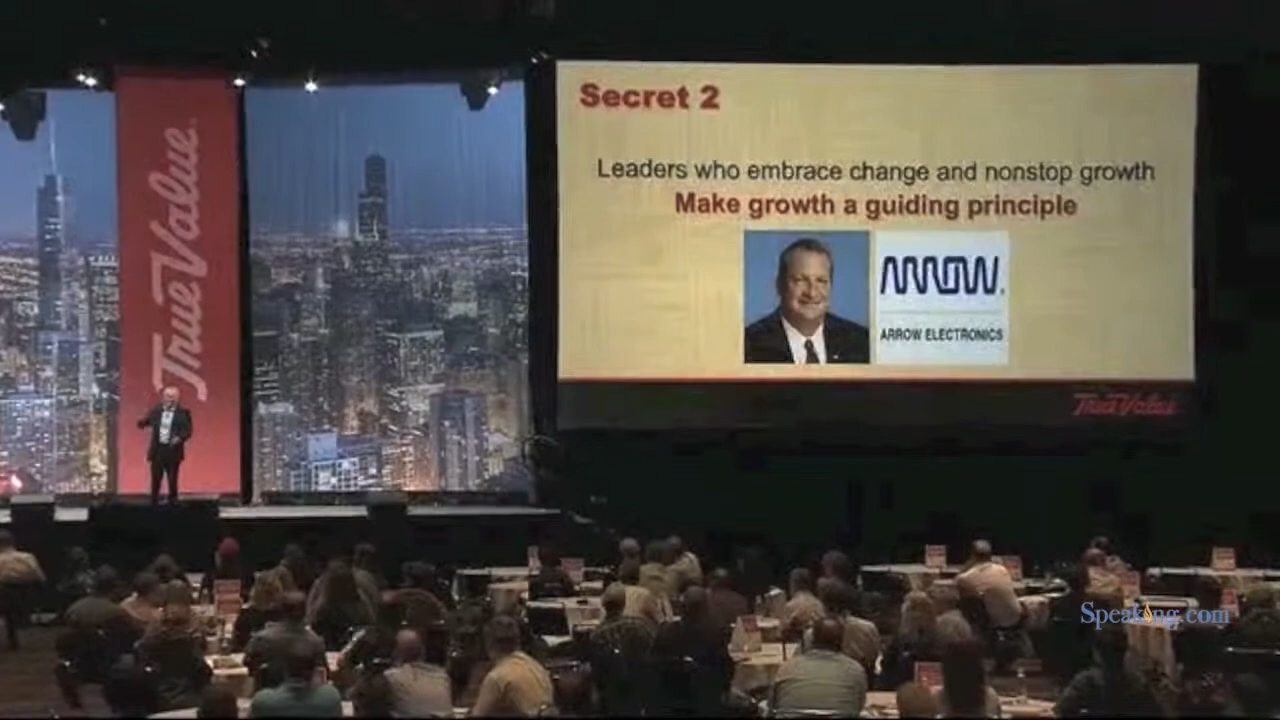 True Value.
Secret 2
Leaders who embrace change and nonstop growth
Make growth a guiding principle
ARROW.
ARROW ELECTRONICS
True Value.
Speaking.com